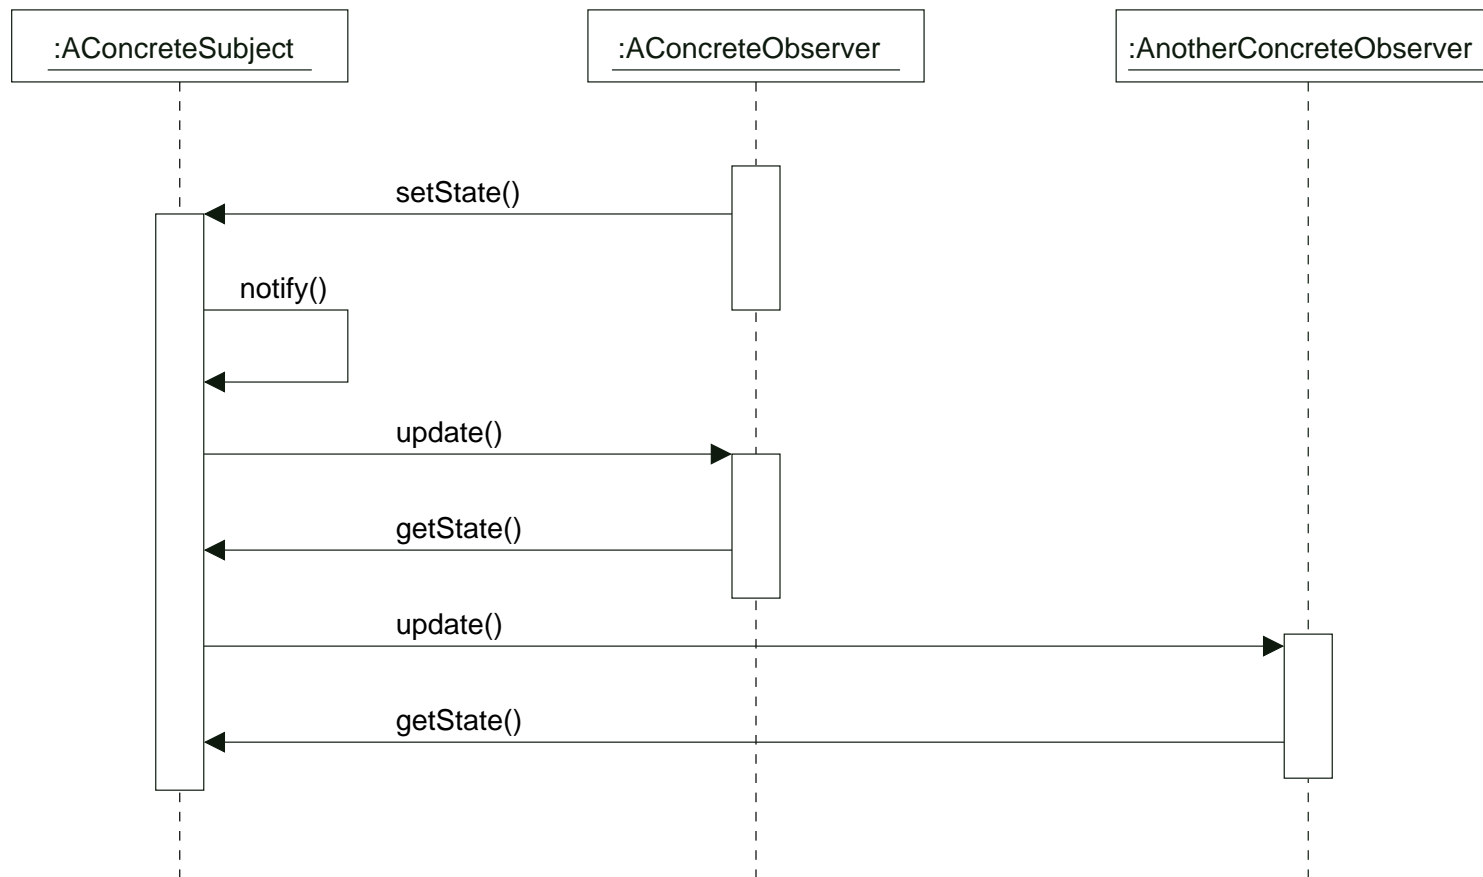 :AConcreteSubject
:AConcreteObserver
:AnotherConcreteObserver
setState()
notify()
update()
getState()
update()
getState()